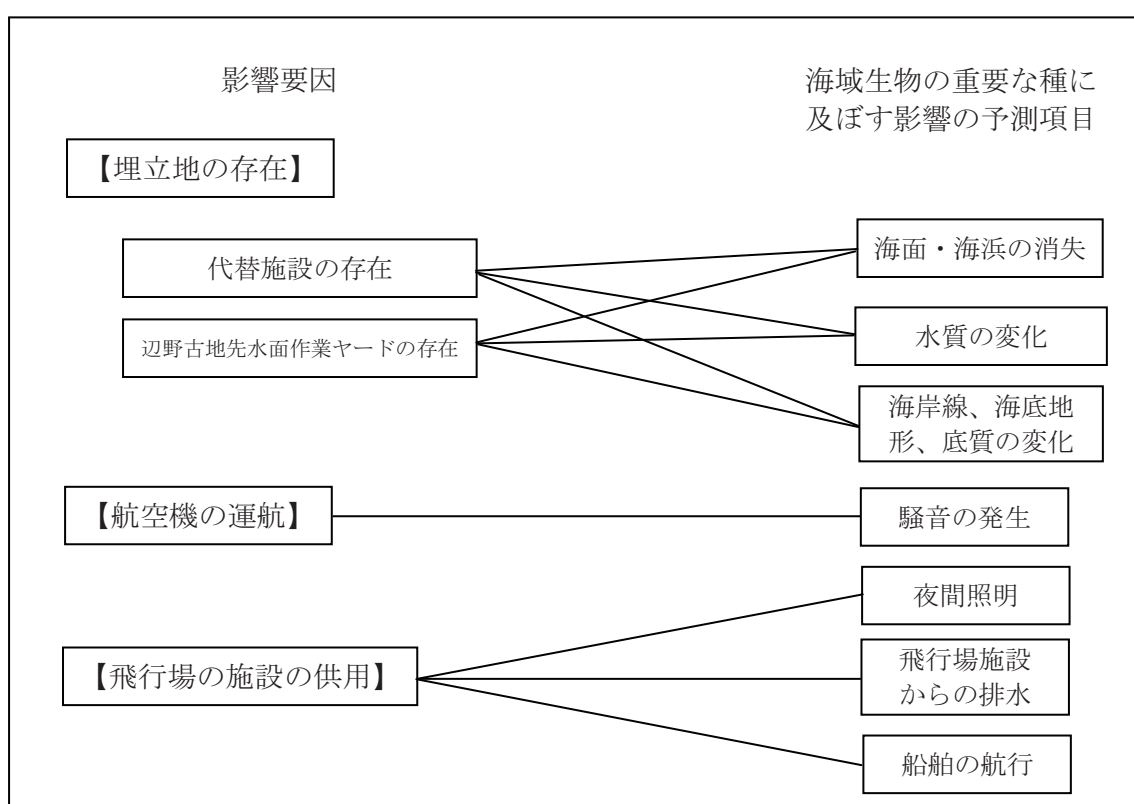 影響要因
海域生物の重要な種に
及ぼす影響の予測項目
【埋立地の存在】
代替施設の存在
辺野古地先水面作業ヤードの存在
海面・海浜の消失
水質の変化
海岸線、海底地
形、底質の変化
【航空機の運航】
騒音の発生
【飛行場の施設の供用】
夜間照明
飛行場施設
からの排水
船舶の航行